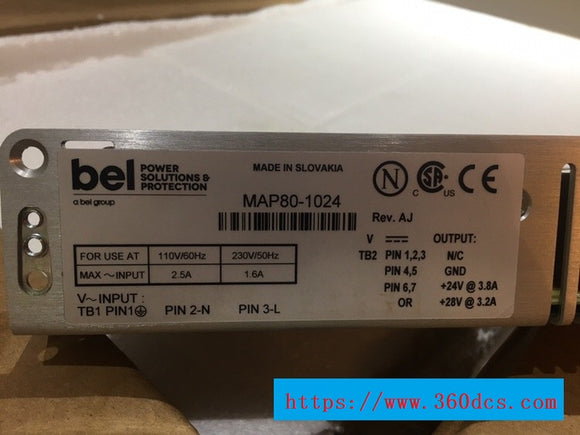 bel POWER
SOLUTIONS &
PROTECTION
a bel group
MADE IN SLOVAKIA
MAP80-1024
Rev. AJ
N
C SA US
CE
FOR USE AT 110V/60Hz 230V/50Hz
MAX ~INPUT 2.5A 1.6A
V~INPUT :
TB1 PIN1 PIN 2-N PIN 3-L
V OUTPUT:
TB2 PIN 1,2,3 N/C
PIN 4,5 GND
PIN 6,7 +24V @ 3.8A
OR +28V @ 3.2A
https://www.360dcs.com